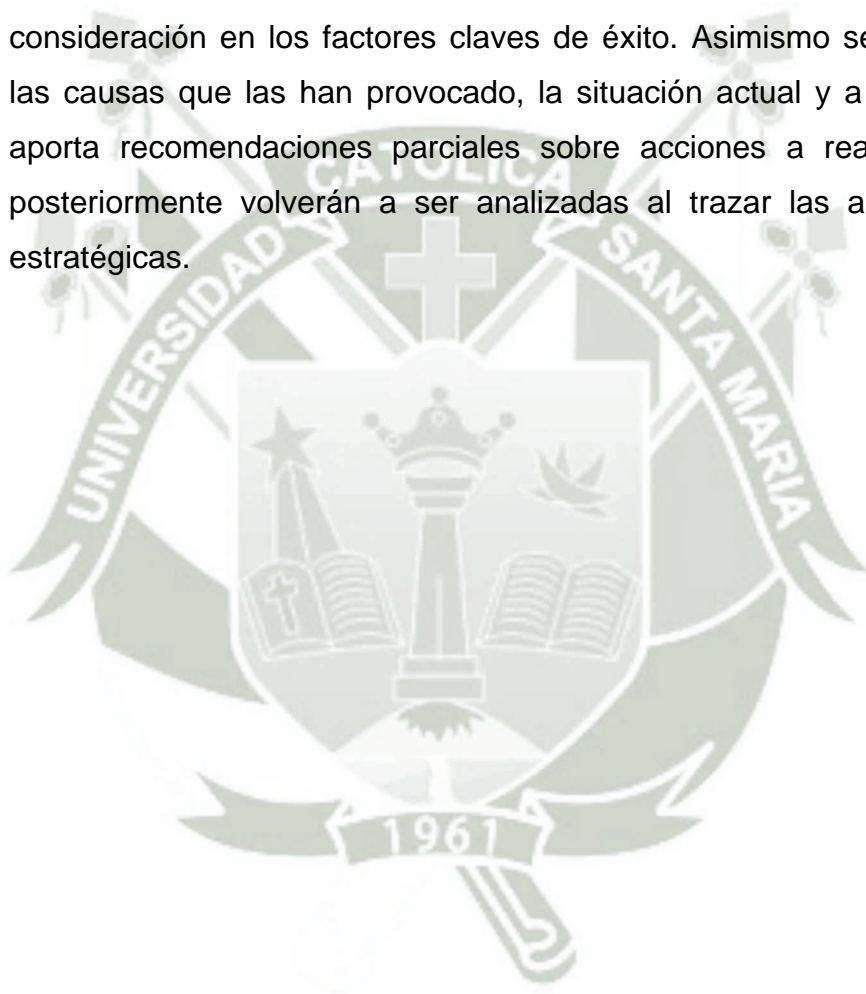 consideración en los factores claves de éxito. Asimismo se
las causas que las han provocado, la situación actual y a
aporta recomendaciones parciales sobre acciones a rea
posteriormente volverán a ser analizadas al trazar las a
estratégicas.
UNIVERSIDAD CATOLICA SANTA MARIA
1961